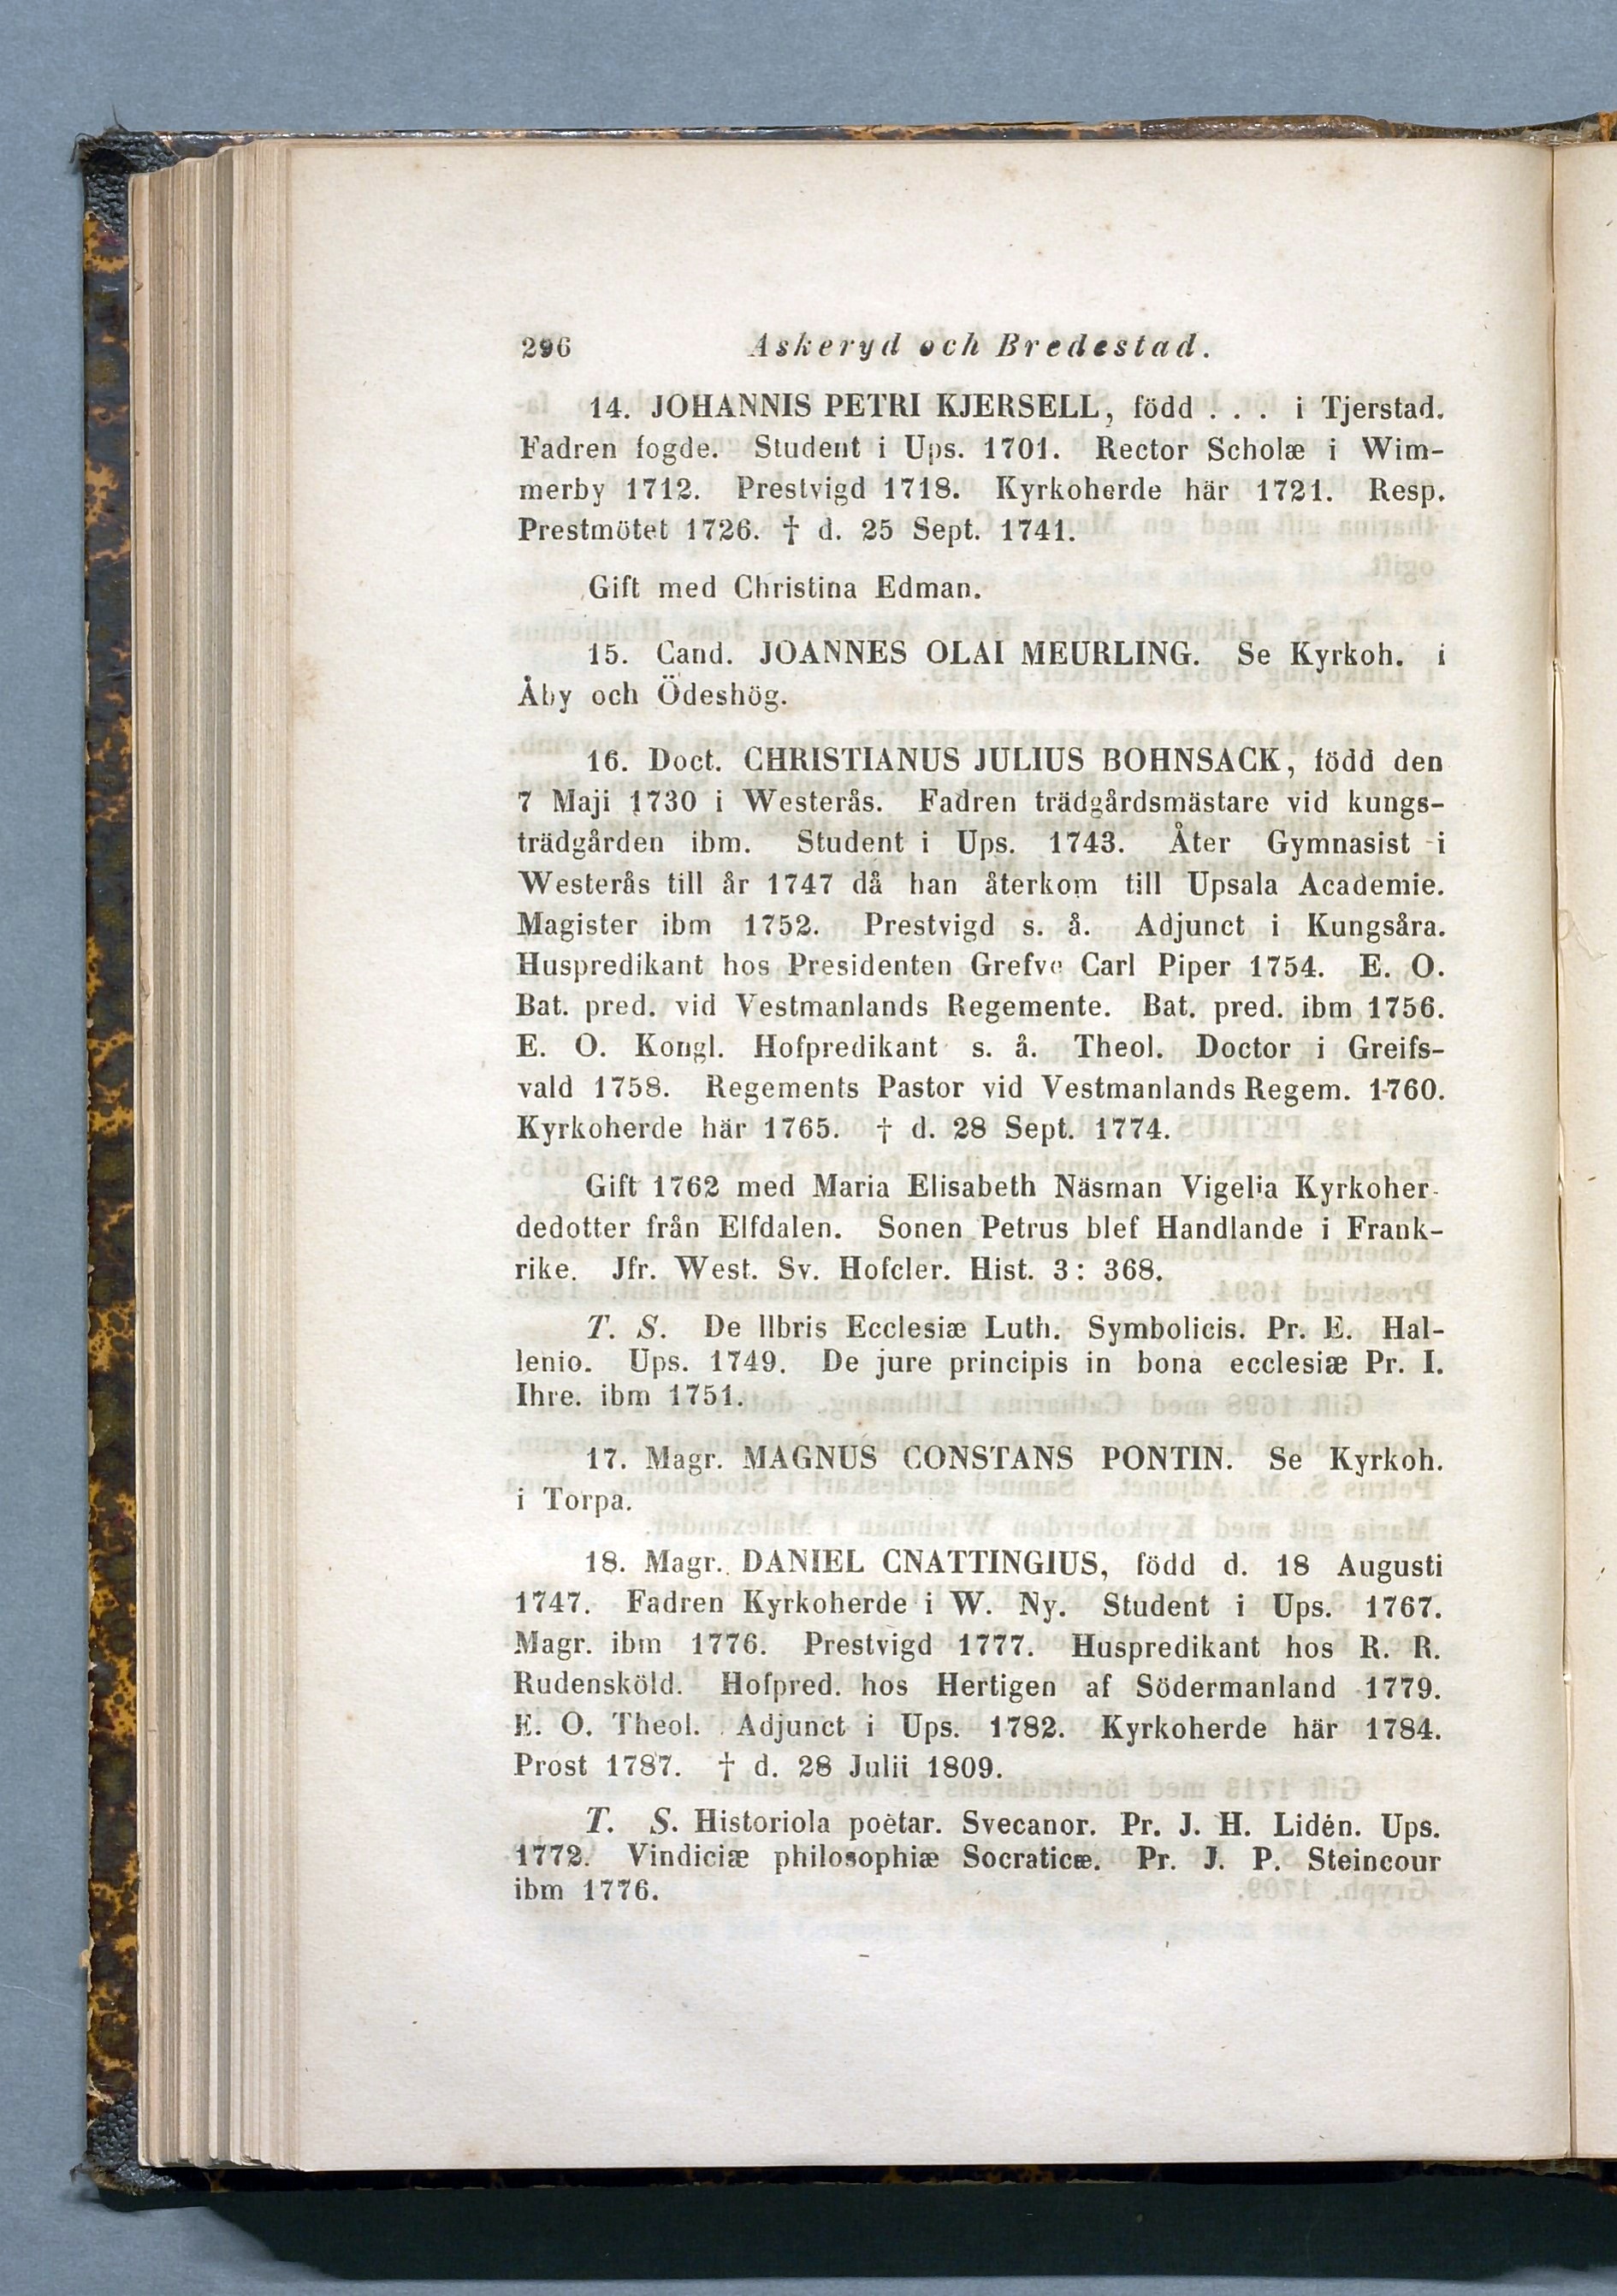 296 Askeryd och Bredestad.
14. JOHANNIS PETRI KJERSELL, född . . . i Tjerstad.
Fadren fogde. Student i Ups. 1701. Rector Scholæ i Wim-
merby 1712. Prestvigd 1718. Kyrkoherde här 1721. Resp.
Prestmötet 1726. † d. 25 Sept. 1741.
Gift med Christina Edman.
15. Cand. JOANNES OLAI MEURLING. Se Kyrkoh. i
Åby och Ödeshög.
16. Doct. CHRISTIANUS JULIUS BOHNSACK, född den
7 Maji 1730 i Westerås. Fadren trädgårdsmästare vid kungs-
trädgården ibm. Student i Ups. 1743. Åter Gymnasist i
Westerås till år 1747 då han återkom till Upsala Academie.
Magister ibm 1752. Prestvigd s. å. Adjunct i Kungsåra.
Huspredikant hos Presidenten Grefve Carl Piper 1754. E. O.
Bat. pred. vid Vestmanlands Regemente. Bat. pred. ibm 1756.
E. O. Kongl. Hofpredikant s. å. Theol. Doctor i Greifs-
vald 1758. Regements Pastor vid Vestmanlands Regem. 1760.
Kyrkoherde här 1765. † d. 28 Sept. 1774.
Gift 1762 med Maria Elisabeth Näsman Vigelia Kyrkoher-
dedotter från Elfdalen. Sonen Petrus blef Handlande i Frank-
rike. Jfr. West. Sv. Hofcler. Hist. 3: 368.
T. S. De lIbris Ecclesiæ Luth. Symbolicis. Pr. E. Hal-
lenio. Ups. 1749. De jure principis in bona ecclesiæ Pr. I.
Ihre. ibm 1751.
17. Magr. MAGNUS CONSTANS PONTIN. Se Kyrkoh.
i Torpa.
18. Magr. DANIEL CNATTINGIUS, född d. 18 Augusti
1747. Fadren Kyrkoherde i W. Ny. Student i Ups. 1767.
Magr. ibm 1776. Prestvigd 1777. Huspredikant hos R. R.
Rudensköld. Hofpred. hos Hertigen af Södermanland 1779.
E. O. Theol. Adjunct i Ups. 1782. Kyrkoherde här 1784.
Prost 1787. † d. 28 Julii 1809.
T. S. Historiola poëtar. Svecanor. Pr. J. H. Lidén. Ups.
1772. Vindiciæ philosophiæ Socraticæ. Pr. J. P. Steincour
ibm 1776.